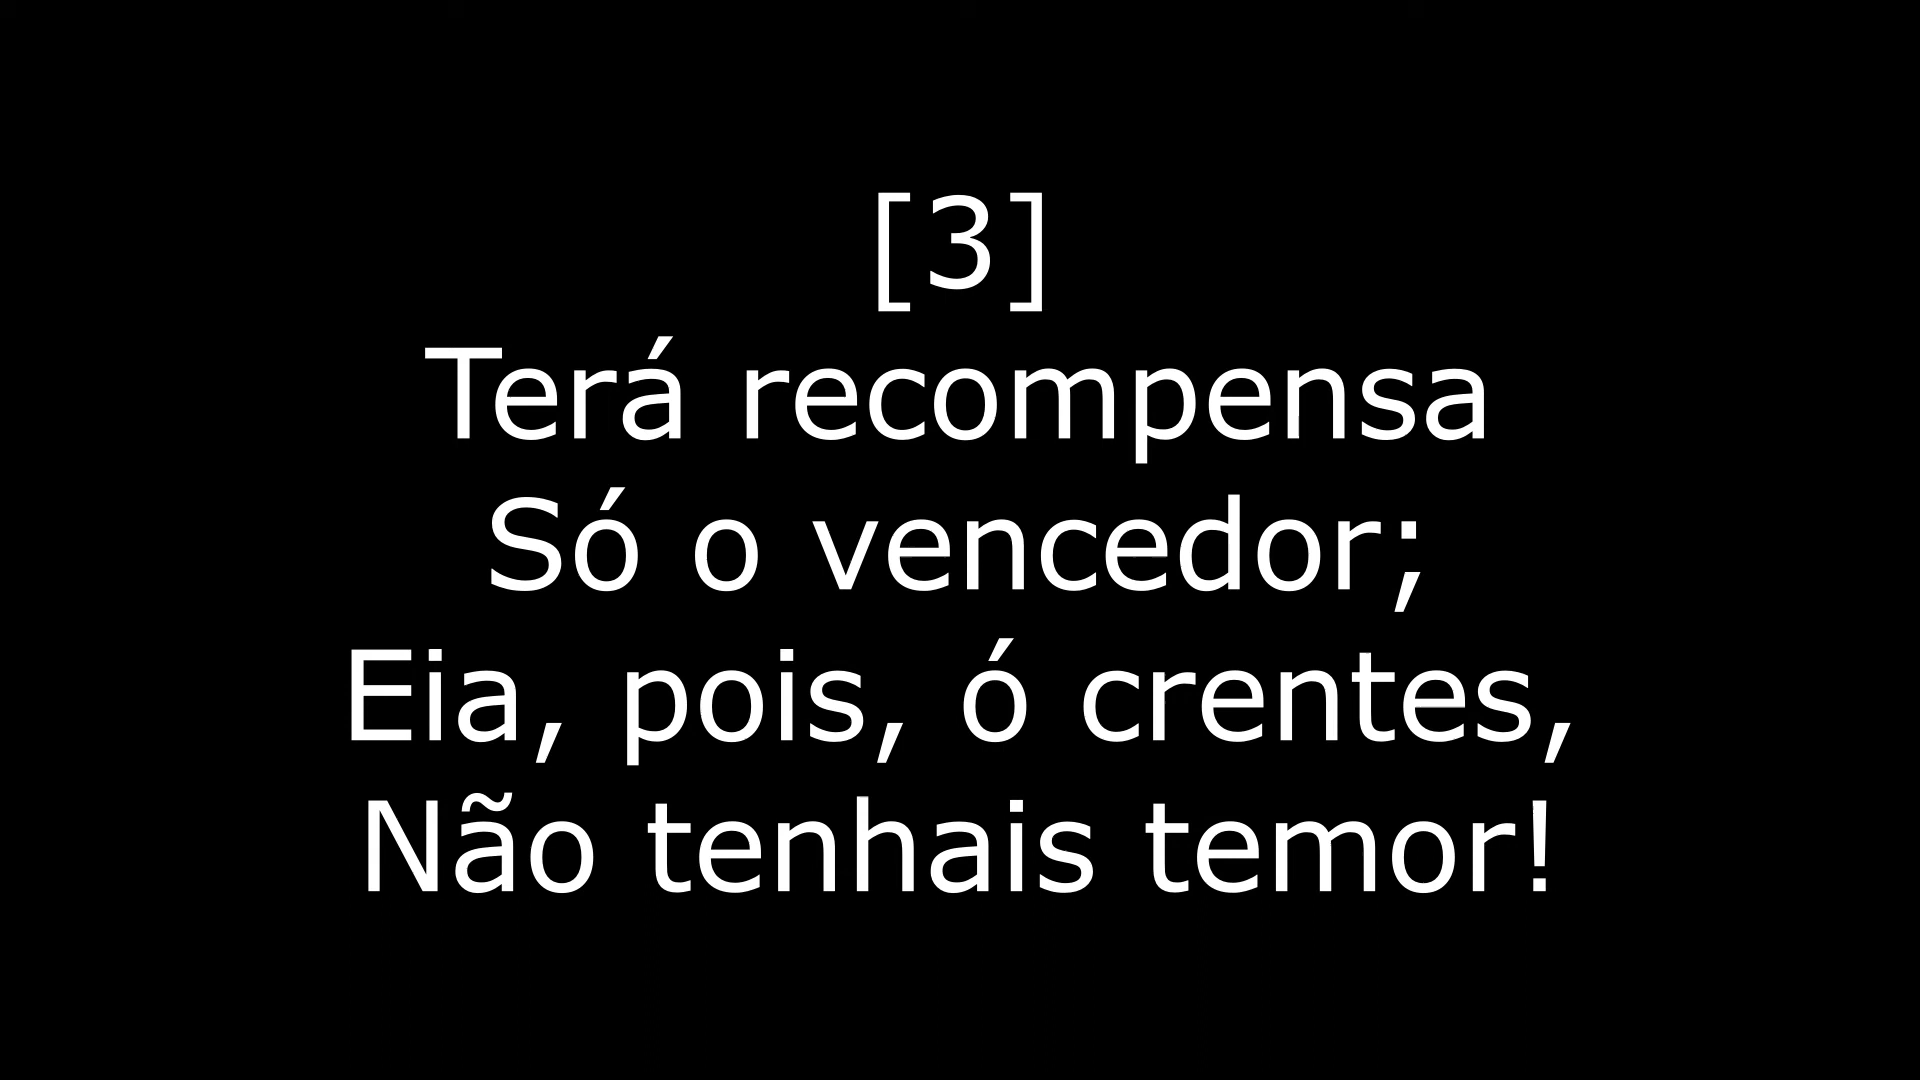 [3]
Terá recompensa
Só o vencedor;
Eia, pois, ó crentes,
Não tenhais temor!